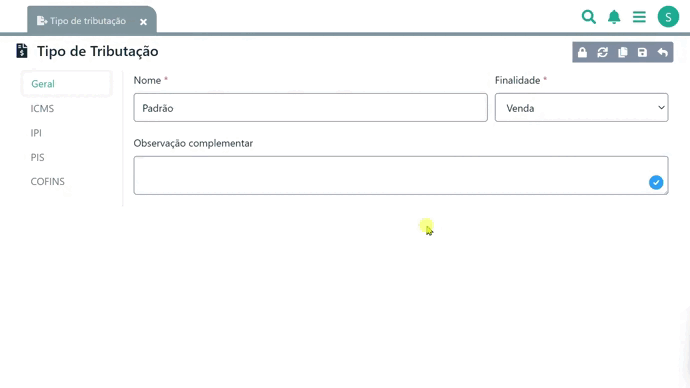 Tipo de tributação
S
Tipo de Tributação
Geral
ICMS
IPI
PIS
COFINS
Nome *
Finalidade *
Padrão
Venda
Observação complementar